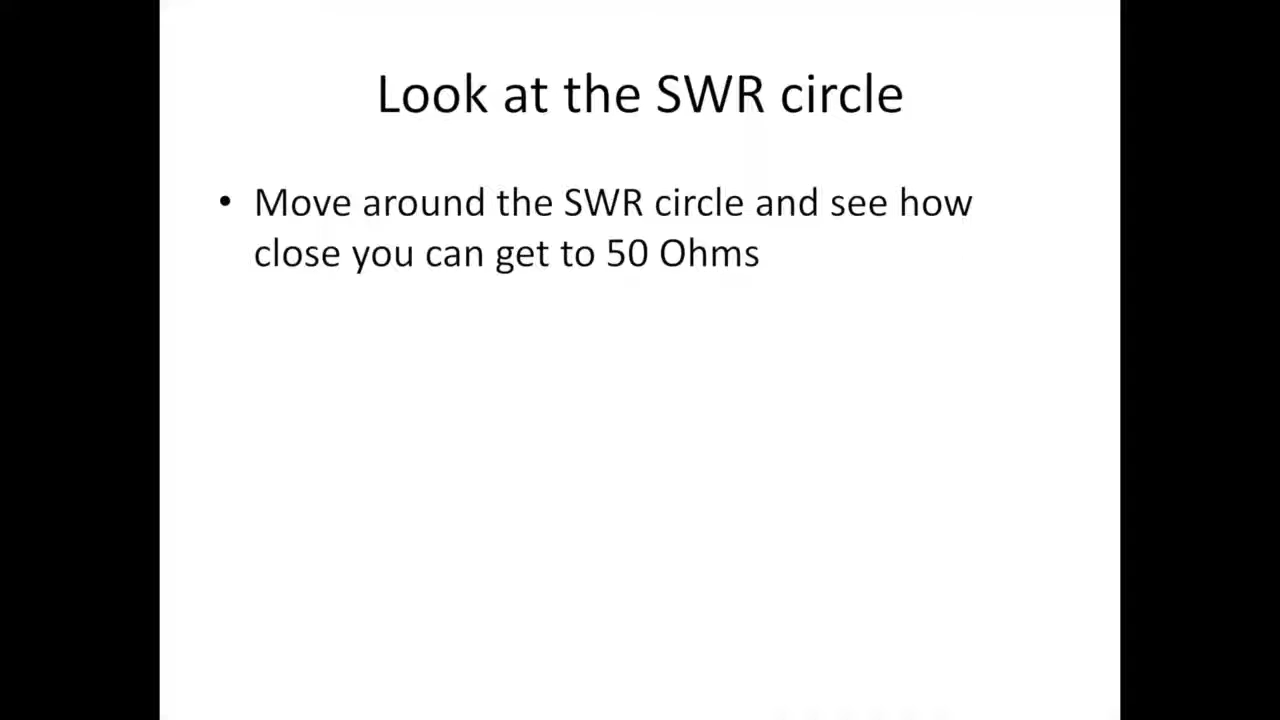 Look at the SWR circle
• Move around the SWR circle and see how
close you can get to 50 Ohms